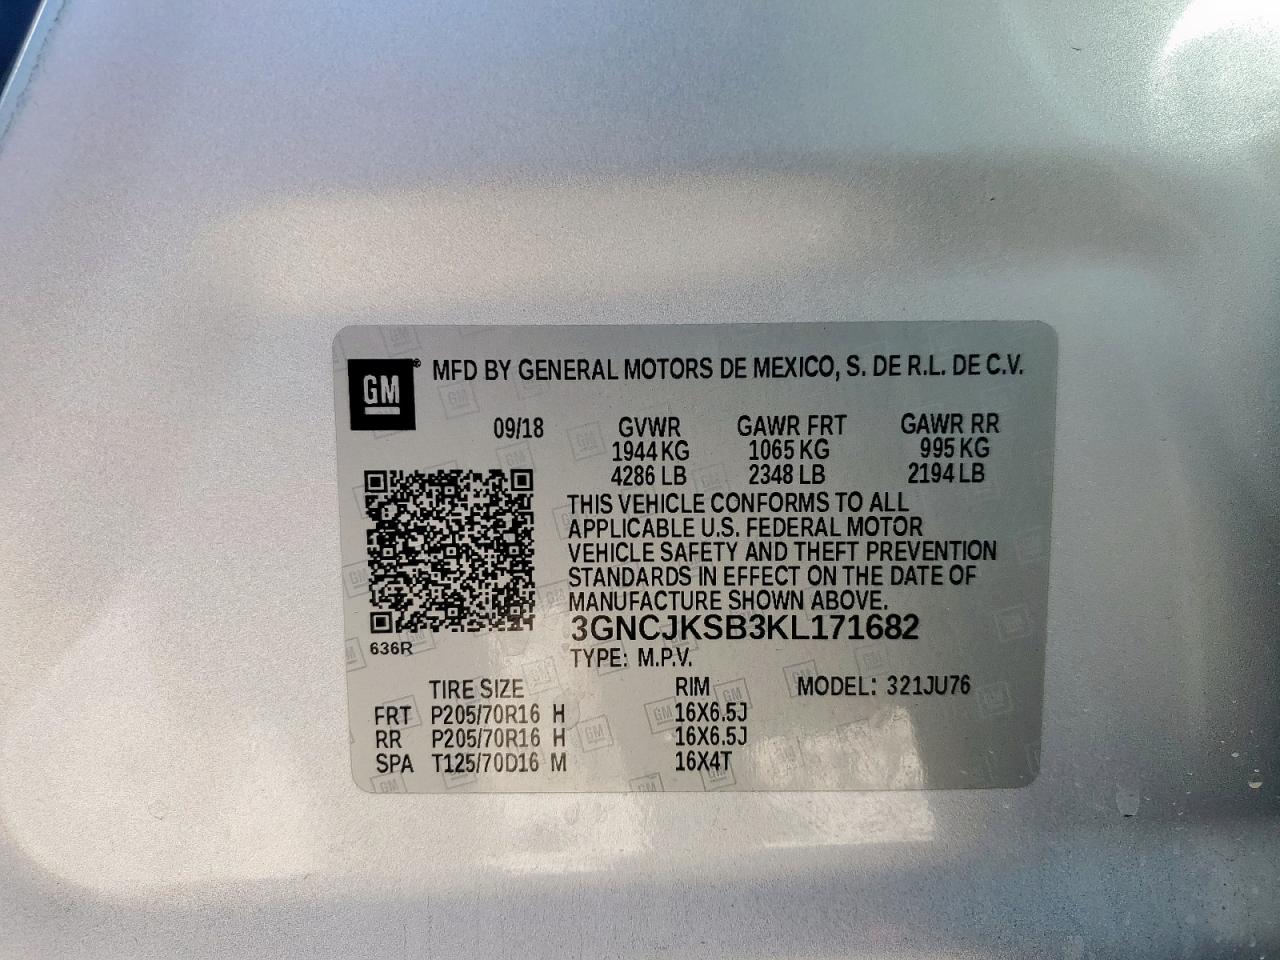 GM
MFD BY GENERAL MOTORS DE MEXICO, S. DE R.L. DE C.V.
09/18 GVWR GAWR FRT GAWR RR
1944 KG 1065 KG 995 KG
4286 LB 2348 LB 2194 LB
THIS VEHICLE CONFORMS TO ALL
APPLICABLE U.S. FEDERAL MOTOR
VEHICLE SAFETY AND THEFT PREVENTION
STANDARDS IN EFFECT ON THE DATE OF
MANUFACTURE SHOWN ABOVE.
3GNCJKSB3KL171682
636R
TYPE: M.P.V.
TIRE SIZE RIM MODEL: 321JU76
FRT P205/70R16 H 16X6.5J
RR P205/70R16 H 16X6.5J
SPA T125/70D16 M 16X4T